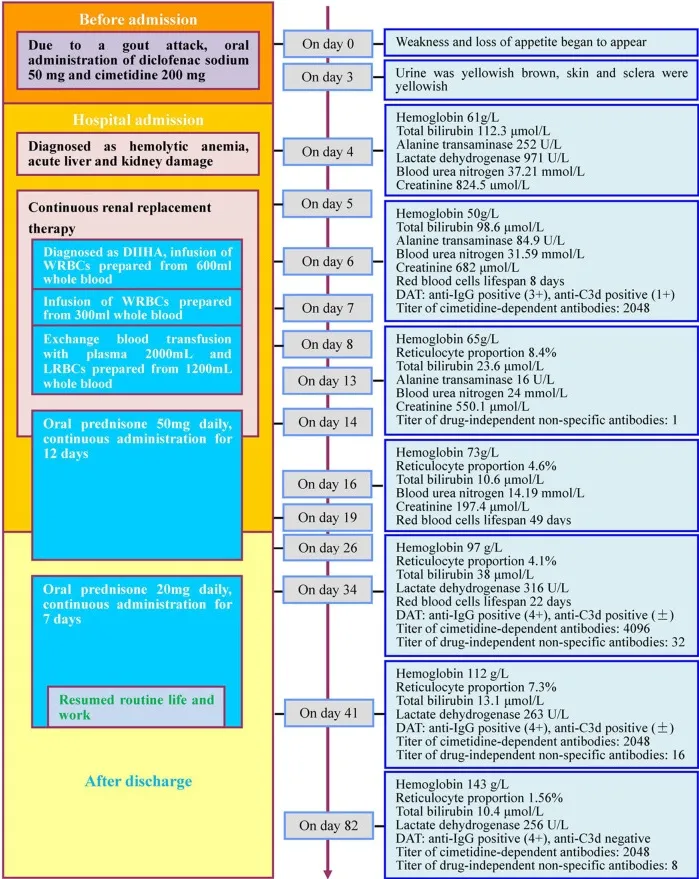 Before admission
Due to a gout attack, oral
administration of diclofenac sodium
50 mg and cimetidine 200 mg
Hospital admission
Diagnosed as hemolytic anemia,
acute liver and kidney damage
Continuous renal replacement
therapy
Diagnosed as DIIHA, infusion of
WRBCs prepared from 600ml
whole blood
Infusion of WRBCs prepared
from 300ml whole blood
Exchange blood transfusion
with plasma 2000mL and
LRBCs prepared from 1200mL
whole blood
Oral prednisone 50mg daily,
continuous administration for
12 days
Oral prednisone 20mg daily,
continuous administration for
7 days
Resumed routine life and
work
After discharge
On day 0
On day 3
On day 4
On day 5
On day 6
On day 7
On day 8
On day 13
On day 14
On day 16
On day 19
On day 26
On day 34
On day 41
On day 82
Weakness and loss of appetite began to appear
Urine was yellowish brown, skin and sclera were
yellowish
Hemoglobin 61g/L
Total bilirubin 112.3 μmol/L
Alanine transaminase 252 U/L
Lactate dehydrogenase 971 U/L
Blood urea nitrogen 37.21 mmol/L
Creatinine 824.5 umol/L
Hemoglobin 50g/L
Total bilirubin 98.6 μmol/L
Alanine transaminase 84.9 U/L
Blood urea nitrogen 31.59 mmol/L
Creatinine 682 μmol/L
Red blood cells lifespan 8 days
DAT: anti-IgG positive (3+), anti-C3d positive (1+)
Titer of cimetidine-dependent antibodies: 2048
Hemoglobin 65g/L
Reticulocyte proportion 8.4%
Total bilirubin 23.6 μmol/L
Alanine transaminase 16 U/L
Blood urea nitrogen 24 mmol/L
Creatinine 550.1 μmol/L
Titer of drug-independent non-specific antibodies: 1
Hemoglobin 73g/L
Reticulocyte proportion 4.6%
Total bilirubin 10.6 μmol/L
Blood urea nitrogen 14.19 mmol/L
Creatinine 197.4 μmol/L
Red blood cells lifespan 49 days
Hemoglobin 97 g/L
Reticulocyte proportion 4.1%
Total bilirubin 38 μmol/L
Lactate dehydrogenase 316 U/L
Red blood cells lifespan 22 days
DAT: anti-IgG positive (4+), anti-C3d positive (±)
Titer of cimetidine-dependent antibodies: 4096
Titer of drug-independent non-specific antibodies: 32
Hemoglobin 112 g/L
Reticulocyte proportion 7.3%
Total bilirubin 13.1 μmol/L
Lactate dehydrogenase 263 U/L
DAT: anti-IgG positive (4+), anti-C3d positive (±)
Titer of cimetidine-dependent antibodies: 2048
Titer of drug-independent non-specific antibodies: 16
Hemoglobin 143 g/L
Reticulocyte proportion 1.56%
Total bilirubin 10.4 μmol/L
Lactate dehydrogenase 256 U/L
DAT: anti-IgG positive (4+), anti-C3d negative
Titer of cimetidine-dependent antibodies: 2048
Titer of drug-independent non-specific antibodies: 8